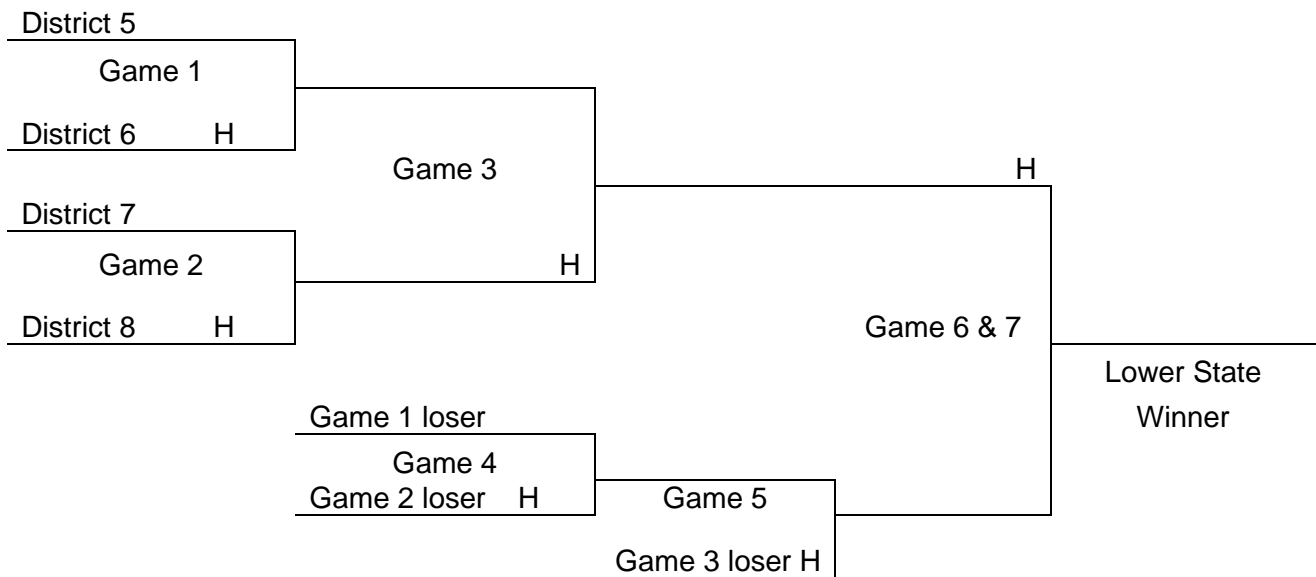 District 5
Game 1
District 6 H
Game 3
H
District 7
Game 2
H
District 8 H
Game 6 & 7
Lower State
Winner
Game 1 loser
Game 4
Game 2 loser H
Game 5
Game 3 loser H